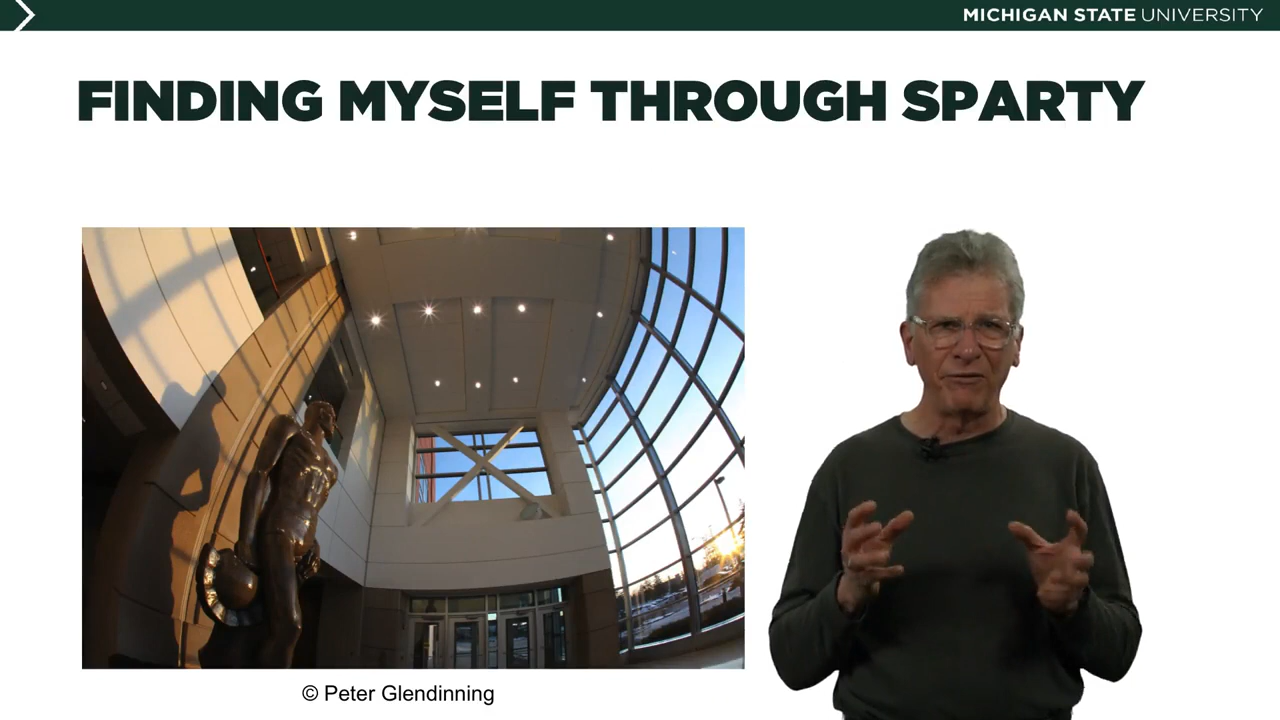 MICHIGAN STATE UNIVERSITY
FINDING MYSELF THROUGH SPARTY
© Peter Glendinning